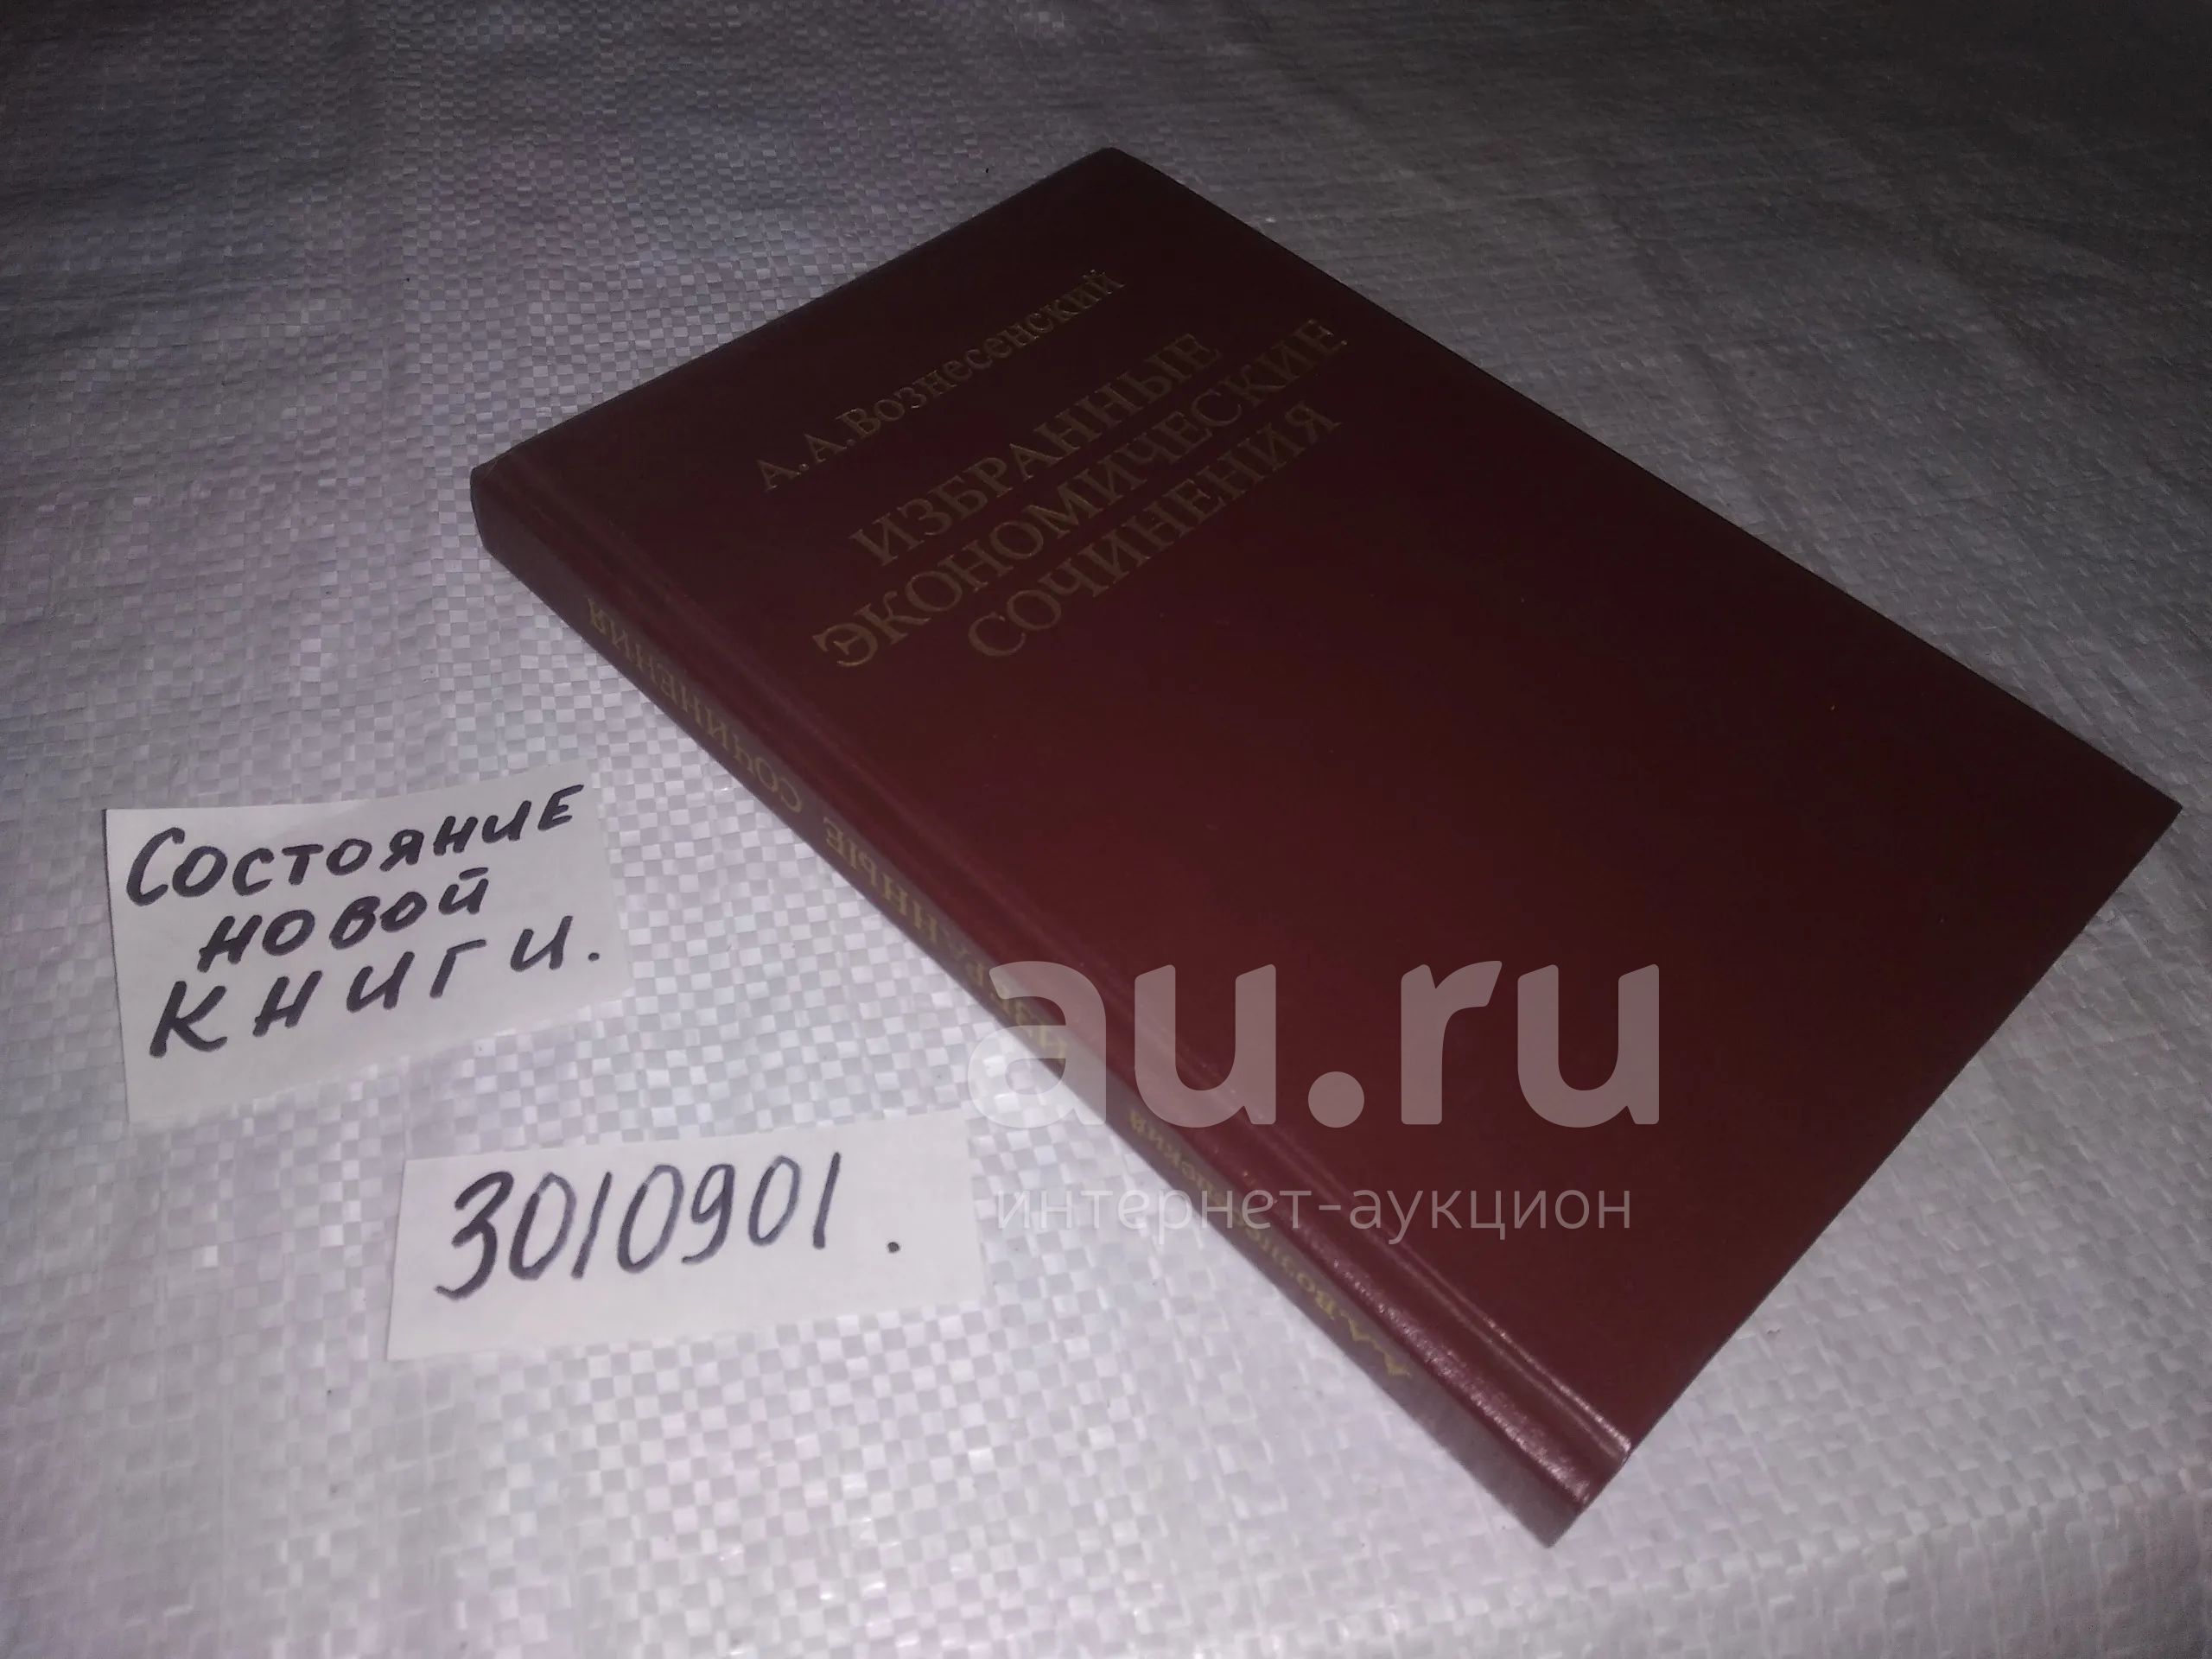 А.А.Вознесенский
ИЗБРАННЫЕ
ЭКОНОМИЧЕСКИЕ
СОЧИНЕНИЯ
А.А.Вознесенский ИЗБРАННЫЕ СОЧИНЕНИЯ
Состояние
новой
книги.
3010901.
au.ru
интернет-аукцион